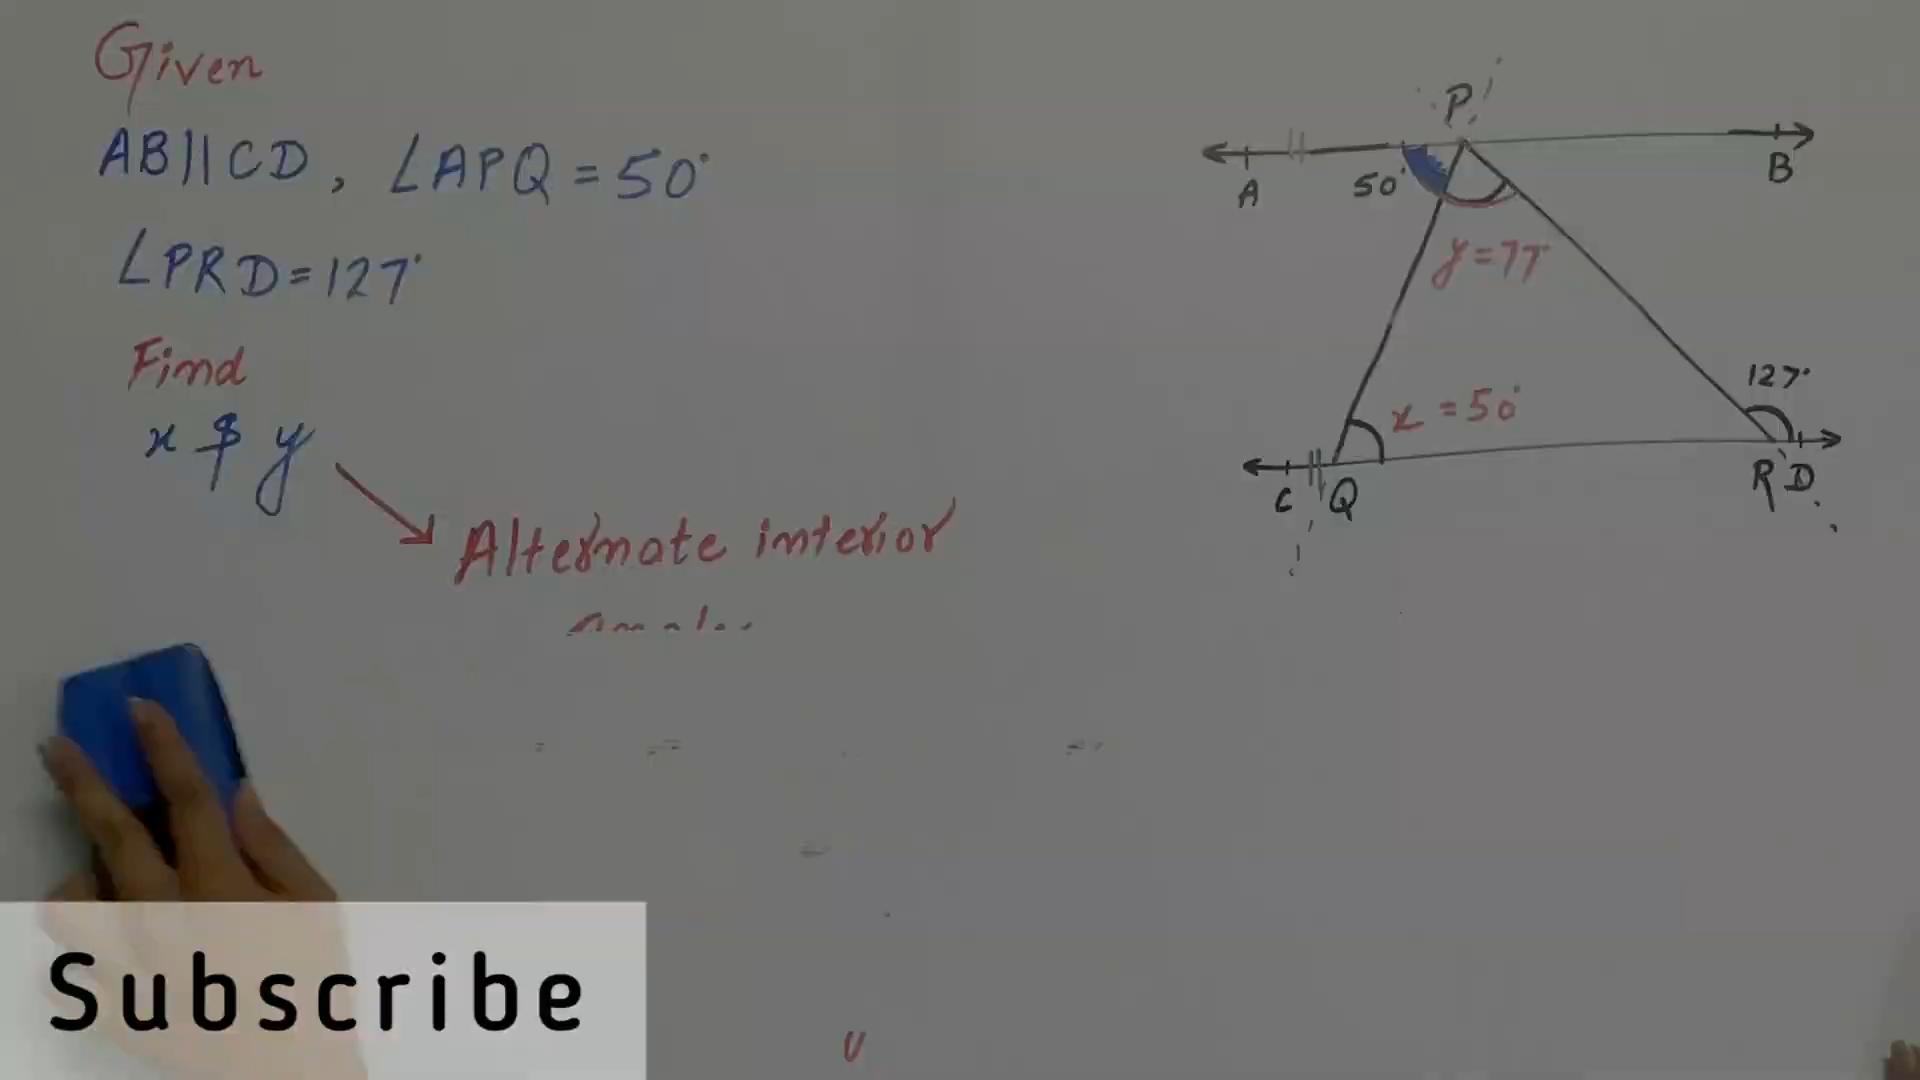 Given
AB||CD, ∠APQ = 50°
∠PRD = 127°
Find
x & y
Alternate interior
P
A
50°
B
y = 77°
127°
x = 50°
C Q
R D
Subscribe